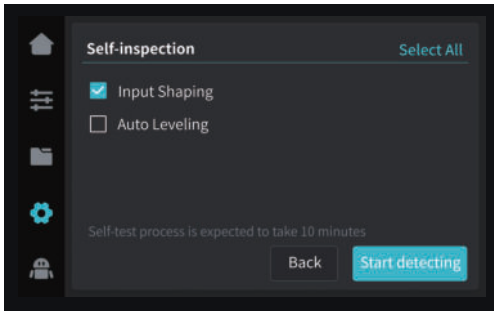 Self-inspection Select All
Input Shaping
Auto Leveling
Self-test process is expected to take 10 minutes
Back Start detecting